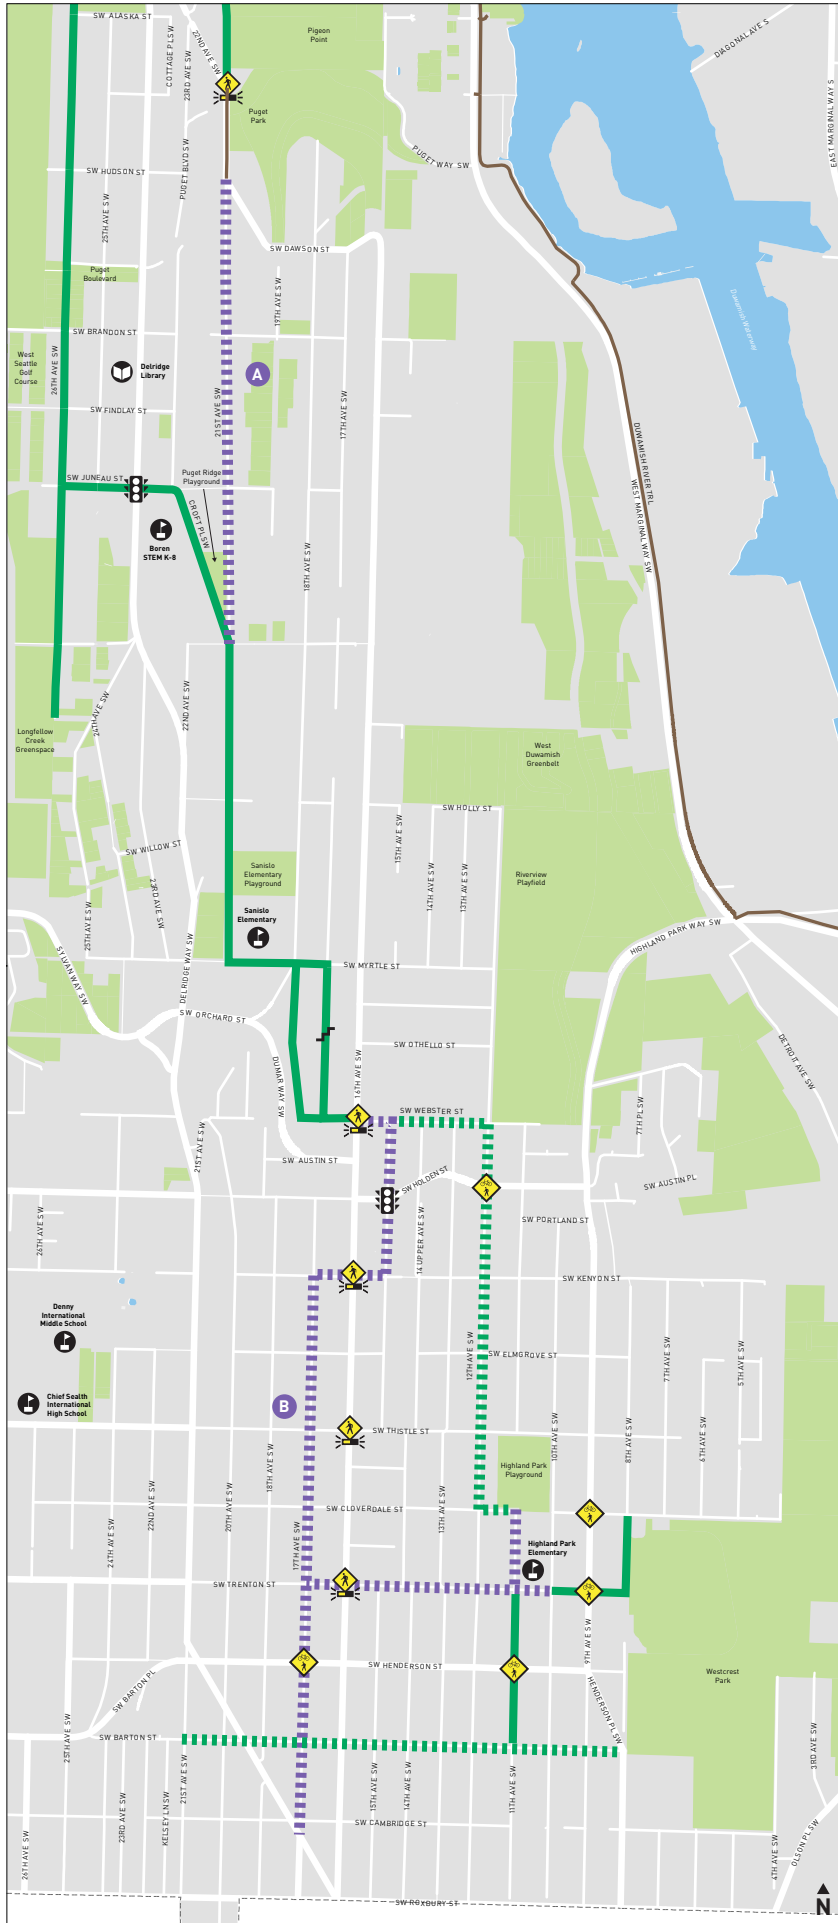 SW ALASKA ST
COTTAGE PL SW
23RD AVE SW
22ND AVE SW
Pigeon
Point
DIAGONAL AVE S
EAST MARGINAL WAY S
Puget
Park
PUGET WAY SW
SW HUDSON ST
PUGET BLVD SW
25TH AVE SW
SW DAWSON ST
Puget
Boulevard
19TH AVE SW
Duwamish Waterway
SW BRANDON ST
West
Seattle
Golf
Course
26TH AVE SW
Delridge
Library
A
SW FINDLAY ST
21ST AVE SW
17TH AVE SW
DUWAMISH RIVER TRL
WEST MARGINAL WAY SW
SW JUNEAU ST
Puget Ridge
Playground
CROFT PL SW
Boren
STEM K-8
18TH AVE SW
24TH AVE SW
22ND AVE SW
Longfellow
Creek
Greenspace
West
Duwamish
Greenbelt
SW HOLLY ST
15TH AVE SW
14TH AVE SW
13TH AVE SW
SW WILLOW ST
23RD AVE SW
25TH AVE SW
Sanislo
Elementary
Playground
Riverview
Playfield
Sanislo
Elementary
HIGHLAND PARK WAY SW
SYLVAN WAY SW
DELRIDGE WAY SW
SW MYRTLE ST
SW ORCHARD ST
SW OTHELLO ST
DETROIT AVE SW
DUMAR WAY SW
16TH AVE SW
SW WEBSTER ST
7TH PL SW
21ST AVE SW
SW AUSTIN ST
SW HOLDEN ST
SW AUSTIN PL
26TH AVE SW
14 UPPER AVE SW
SW PORTLAND ST
SW KENYON ST
Denny
International
Middle School
12TH AVE SW
SW ELMGROVE ST
7TH AVE SW
5TH AVE SW
Chief Sealth
International
High School
B
SW THISTLE ST
10TH AVE SW
8TH AVE SW
6TH AVE SW
Highland Park
Playground
24TH AVE SW
22ND AVE SW
20TH AVE SW
18TH AVE SW
17TH AVE SW
SW CLOVERDALE ST
13TH AVE SW
Highland Park
Elementary
SW TRENTON ST
9TH AVE SW
SW HENDERSON ST
HENDERSON PL SW
Westcrest
Park
SW BARTON PL
SW BARTON ST
25TH AVE SW
21ST AVE SW
3RD AVE SW
23RD AVE SW
KELSEY LN SW
15TH AVE SW
14TH AVE SW
11TH AVE SW
SW CAMBRIDGE ST
26TH AVE SW
4TH AVE SW
OLSON PL SW
SW ROXBURY ST
N